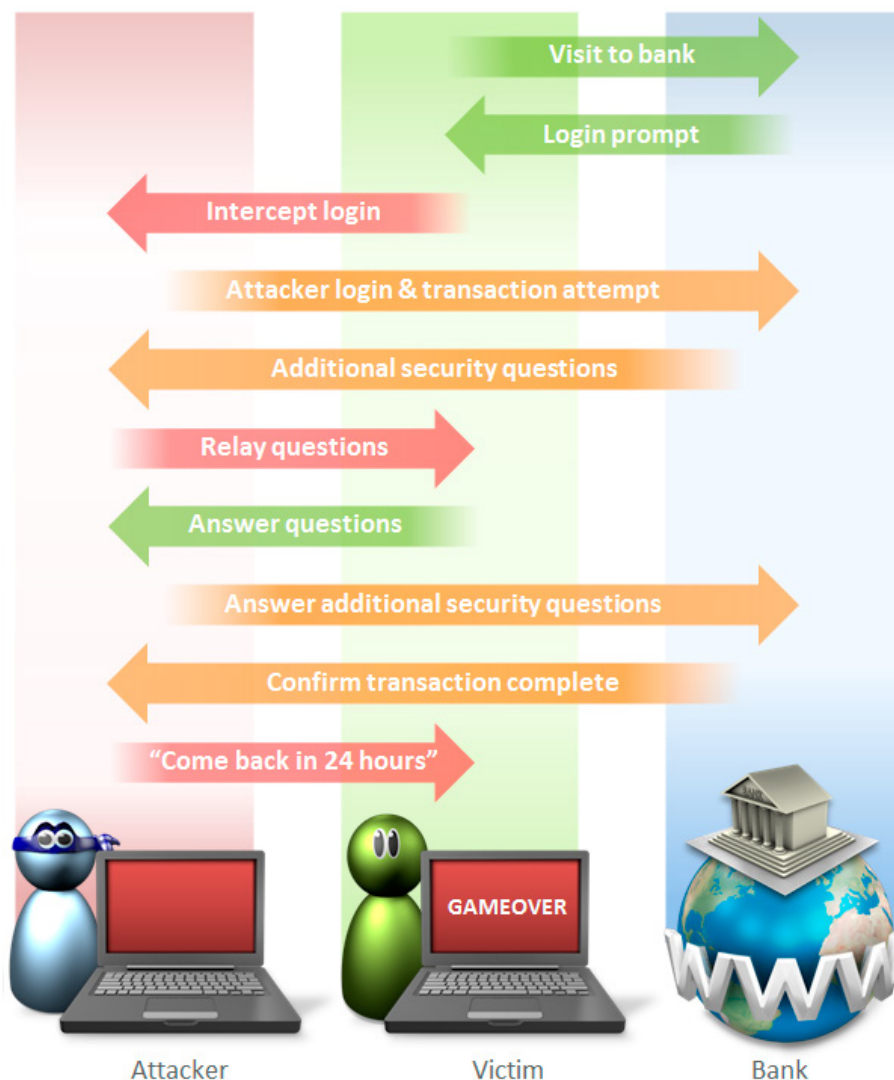 Visit to bank
Login prompt
Intercept login
Attacker login & transaction attempt
Additional security questions
Relay questions
Answer questions
Answer additional security questions
Confirm transaction complete
“Come back in 24 hours”
BANK
GAMEOVER
WWW
Attacker
Victim
Bank